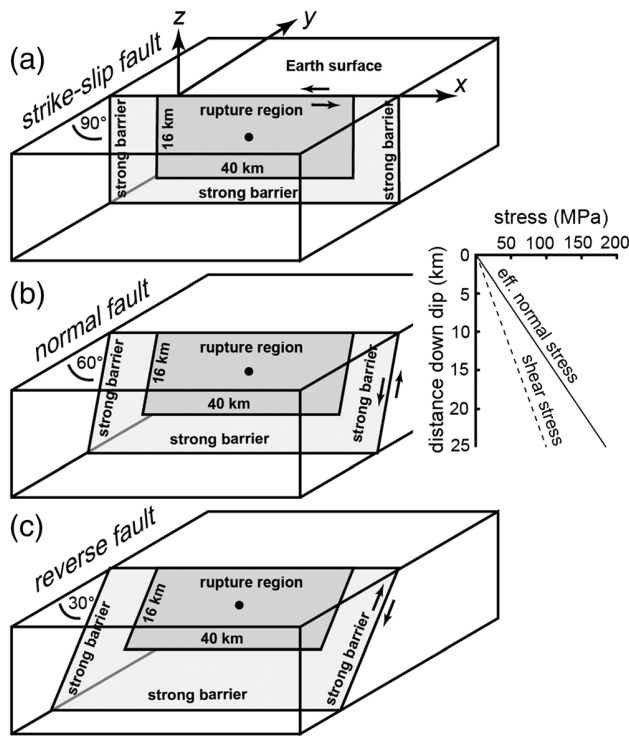 (a)
strike-slip fault
z
y
x
Earth surface
90°
strong barrier
16 km
rupture region
40 km
strong barrier
strong barrier
(b)
normal fault
60°
strong barrier
16 km
rupture region
40 km
strong barrier
strong barrier
stress (MPa)
50 100 150 200
distance down dip (km)
0
5
10
15
20
25
eff. normal stress
shear stress
(c)
reverse fault
30°
strong barrier
16 km
rupture region
40 km
strong barrier
strong barrier